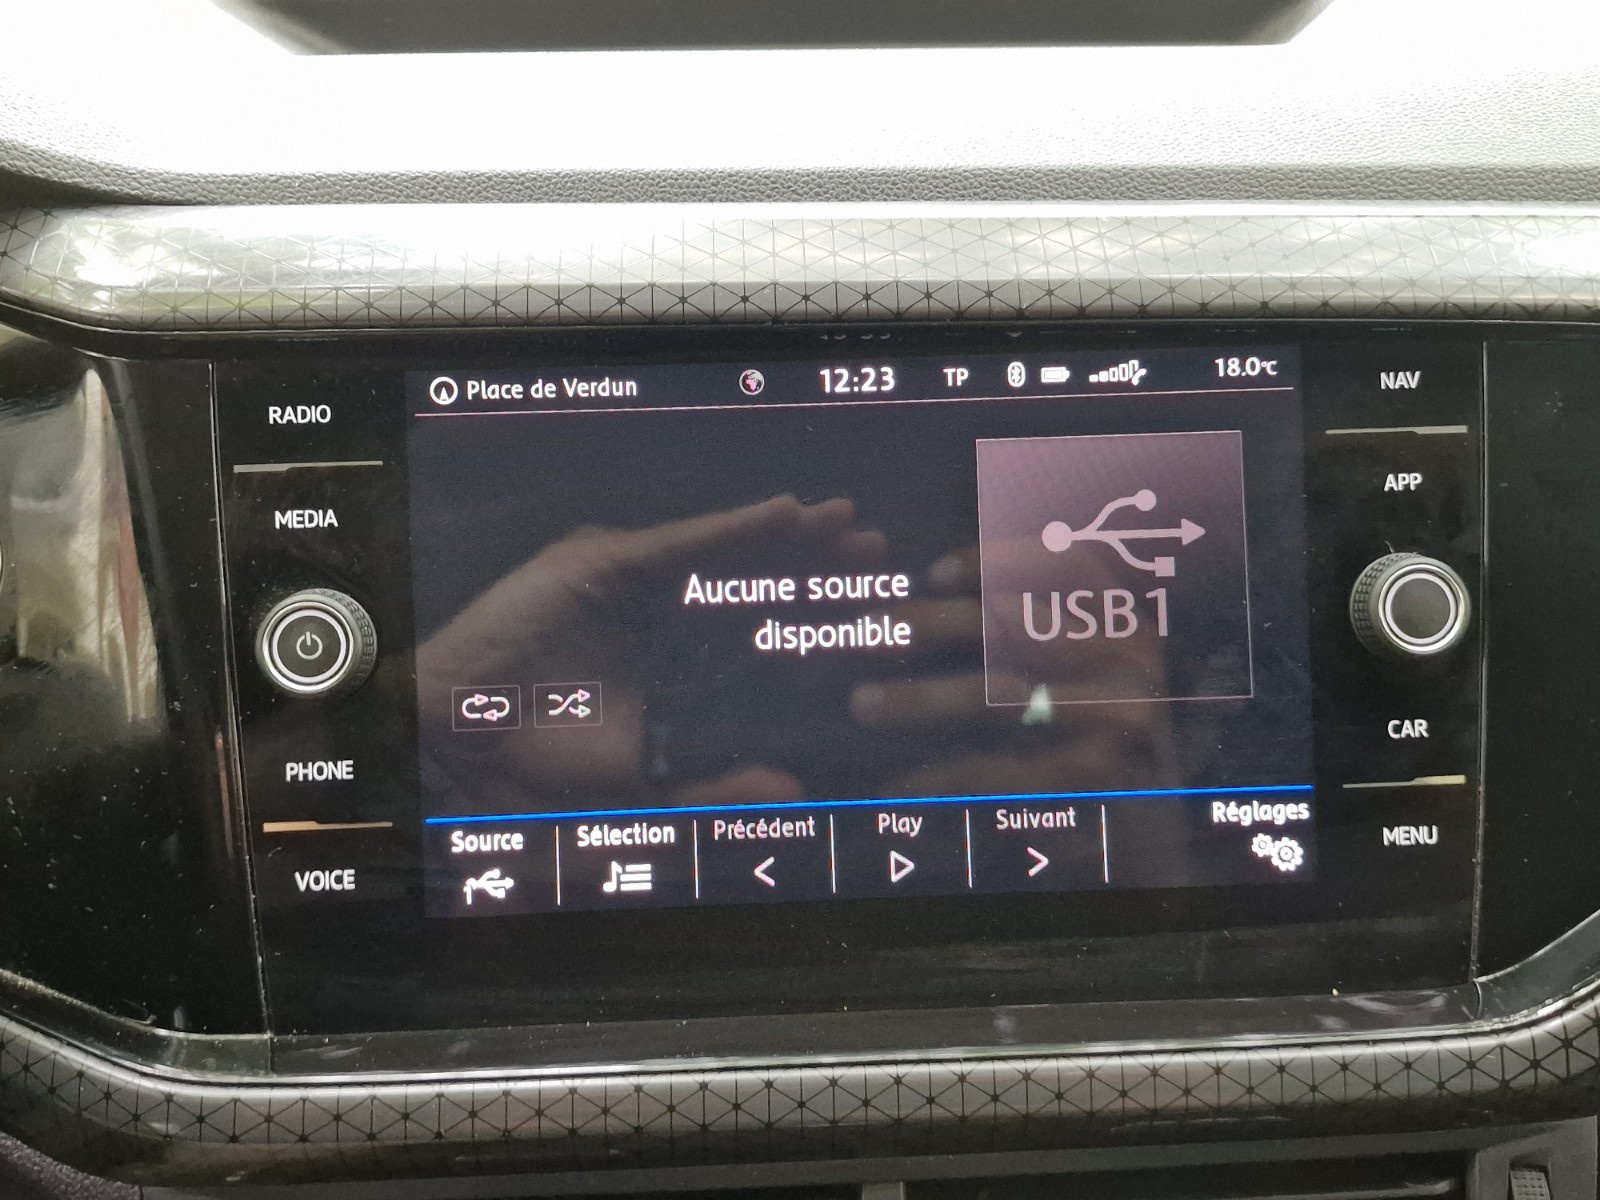 Place de Verdun 12:23 TP 18.0°C
RADIO
MEDIA
PHONE
VOICE
Aucune source
disponible
USB1
Source Sélection Précédent Play Suivant Réglages
NAV
APP
CAR
MENU